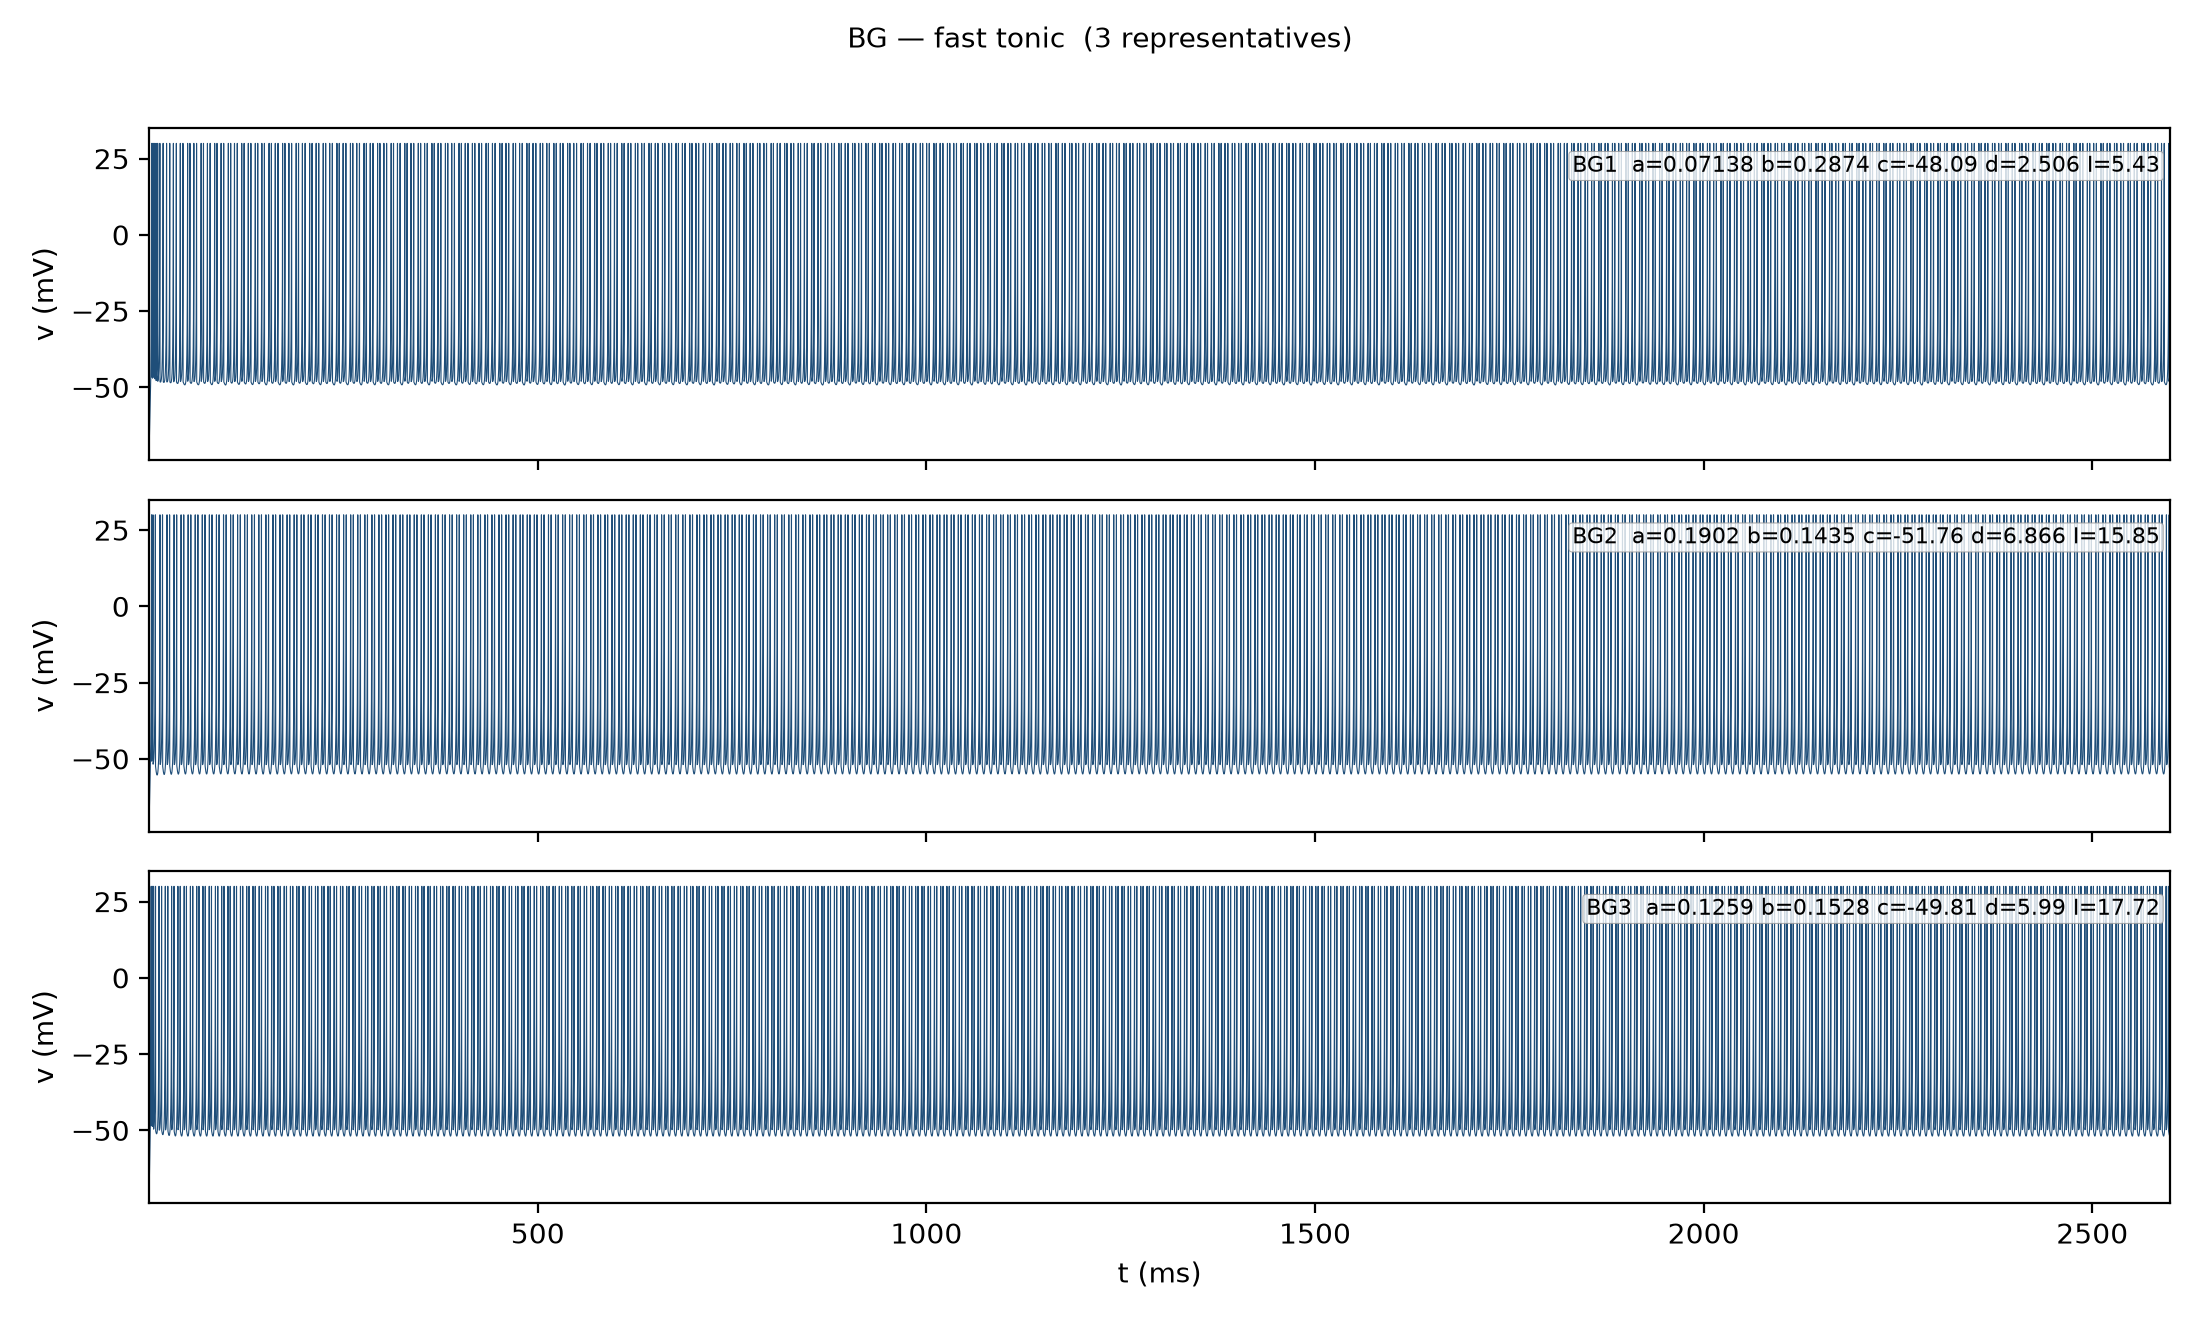 BG — fast tonic  (3 representatives)
25
0
−25
−50
v (mV)
BG1  a=0.07138 b=0.2874 c=-48.09 d=2.506 I=5.43
25
0
−25
−50
v (mV)
BG2  a=0.1902 b=0.1435 c=-51.76 d=6.866 I=15.85
25
0
−25
−50
v (mV)
BG3  a=0.1259 b=0.1528 c=-49.81 d=5.99 I=17.72
500 1000 1500 2000 2500
t (ms)